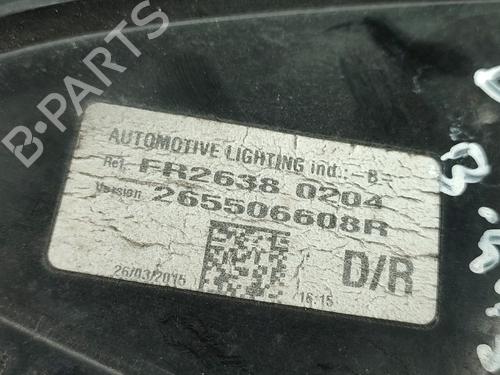 B-PARTS
AUTOMOTIVE LIGHTING ind.: -B-
Ref. FR2638 0204
Version 265506608R
D/R
26/03/2015
16:15